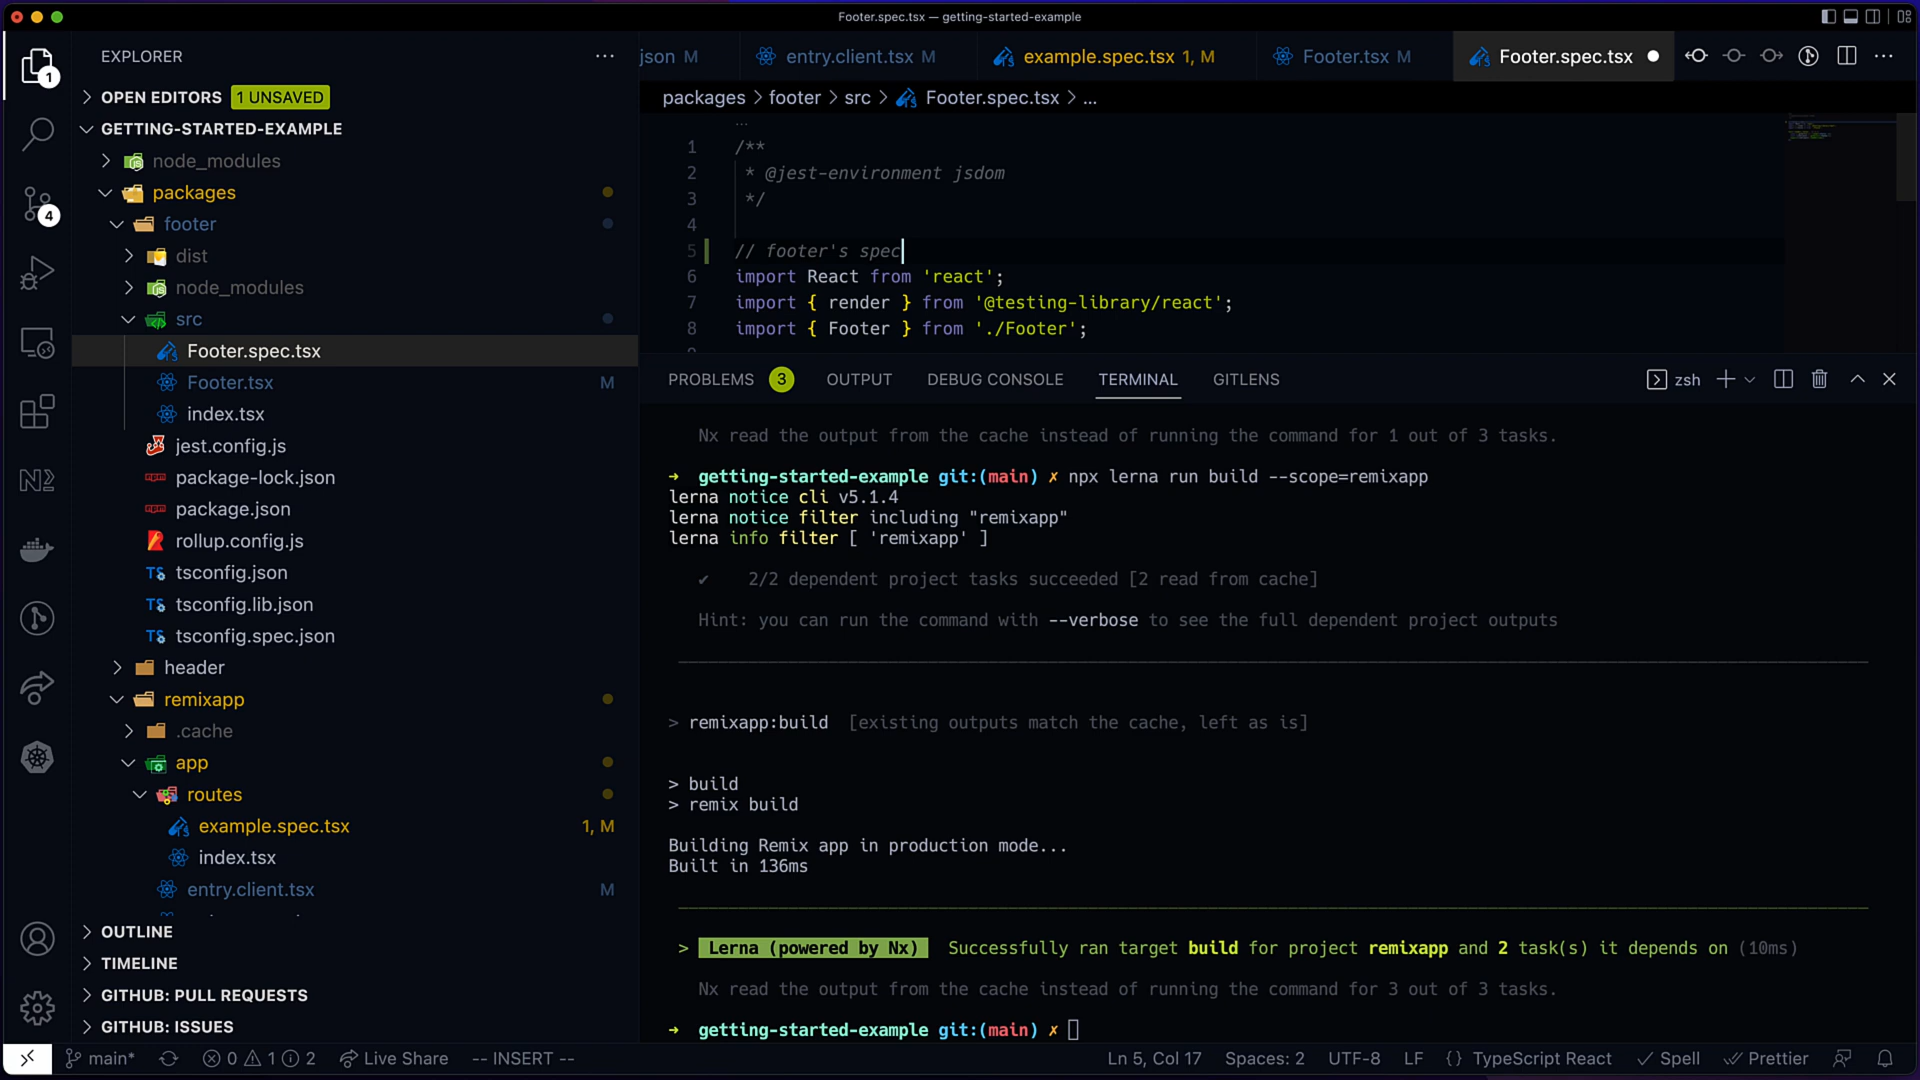 Footer.spec.tsx — getting-started-example
EXPLORER
json M
entry.client.tsx M
example.spec.tsx 1, M
Footer.tsx M
Footer.spec.tsx
OPEN EDITORS 1 UNSAVED
packages > footer > src > Footer.spec.tsx > ...
GETTING-STARTED-EXAMPLE
node_modules
packages
footer
dist
node_modules
src
Footer.spec.tsx
Footer.tsx M
index.tsx
jest.config.js
package-lock.json
package.json
rollup.config.js
tsconfig.json
tsconfig.lib.json
tsconfig.spec.json
header
remixapp
.cache
app
routes
example.spec.tsx 1, M
index.tsx
entry.client.tsx M
OUTLINE
TIMELINE
GITHUB: PULL REQUESTS
GITHUB: ISSUES
1
4
...
1 /**
2 * @jest-environment jsdom
3 */
4
5 // footer's spec
6 import React from 'react';
7 import { render } from '@testing-library/react';
8 import { Footer } from './Footer';
PROBLEMS 3 OUTPUT DEBUG CONSOLE TERMINAL GITLENS
zsh
Nx read the output from the cache instead of running the command for 1 out of 3 tasks.
→ getting-started-example git:(main) ✗ npx lerna run build --scope=remixapp
lerna notice cli v5.1.4
lerna notice filter including "remixapp"
lerna info filter [ 'remixapp' ]
✔ 2/2 dependent project tasks succeeded [2 read from cache]
Hint: you can run the command with --verbose to see the full dependent project outputs
> remixapp:build [existing outputs match the cache, left as is]
> build
> remix build
Building Remix app in production mode...
Built in 136ms
> Lerna (powered by Nx) Successfully ran target build for project remixapp and 2 task(s) it depends on (10ms)
Nx read the output from the cache instead of running the command for 3 out of 3 tasks.
→ getting-started-example git:(main) ✗
main* 0 1 2 Live Share -- INSERT -- Ln 5, Col 17 Spaces: 2 UTF-8 LF {} TypeScript React Spell Prettier